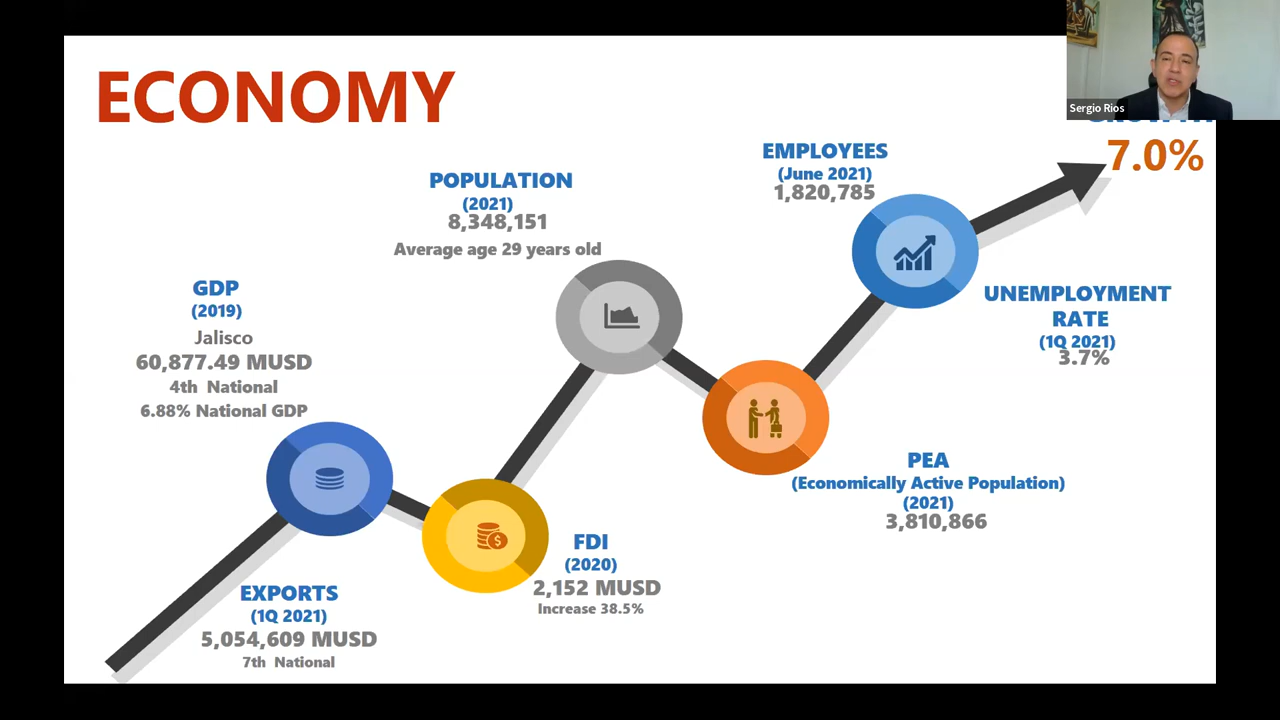 ECONOMY
Sergio Rios
7.0%
EMPLOYEES
(June 2021)
1,820,785
POPULATION
(2021)
8,348,151
Average age 29 years old
GDP
(2019)
Jalisco
60,877.49 MUSD
4th National
6.88% National GDP
UNEMPLOYMENT
RATE
(1Q 2021)
3.7%
PEA
(Economically Active Population)
(2021)
3,810,866
FDI
(2020)
2,152 MUSD
Increase 38.5%
EXPORTS
(1Q 2021)
5,054,609 MUSD
7th National